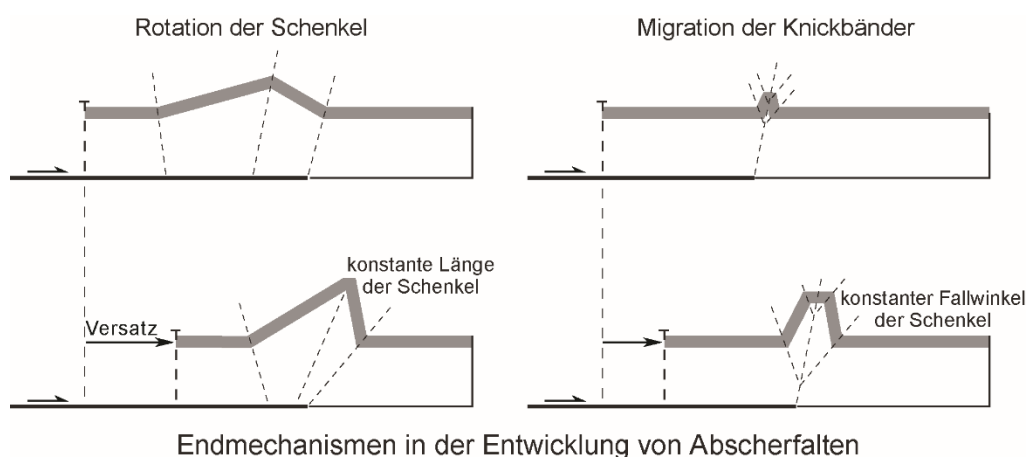 Rotation der Schenkel
Migration der Knickbänder
konstante Länge
der Schenkel
Versatz
konstanter Fallwinkel
der Schenkel
Endmechanismen in der Entwicklung von Abscherfalten